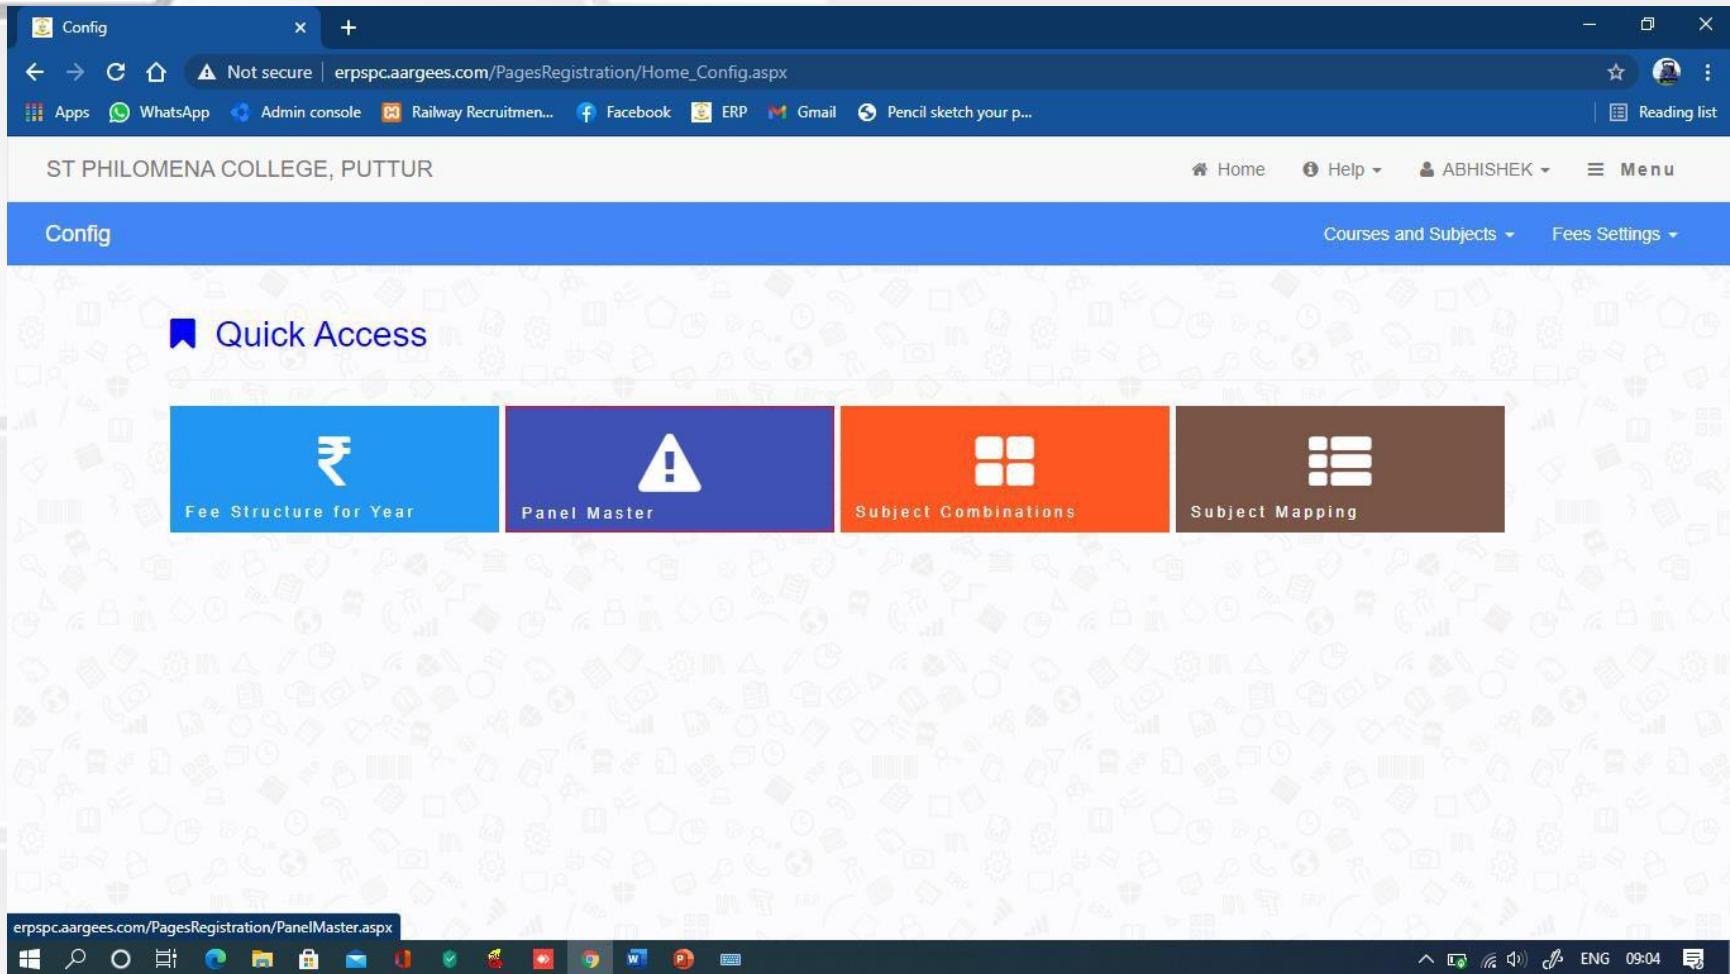 Config
Not secure | erpspc.aargees.com/PagesRegistration/Home_Config.aspx
Apps WhatsApp Admin console Railway Recruitmen... Facebook ERP Gmail Pencil sketch your p... Reading list
ST PHILOMENA COLLEGE, PUTTUR Home Help ABHISHEK Menu
Config Courses and Subjects Fees Settings
Quick Access
Fee Structure for Year Panel Master Subject Combinations Subject Mapping
erpspc.aargees.com/PagesRegistration/PanelMaster.aspx
ENG 09:04